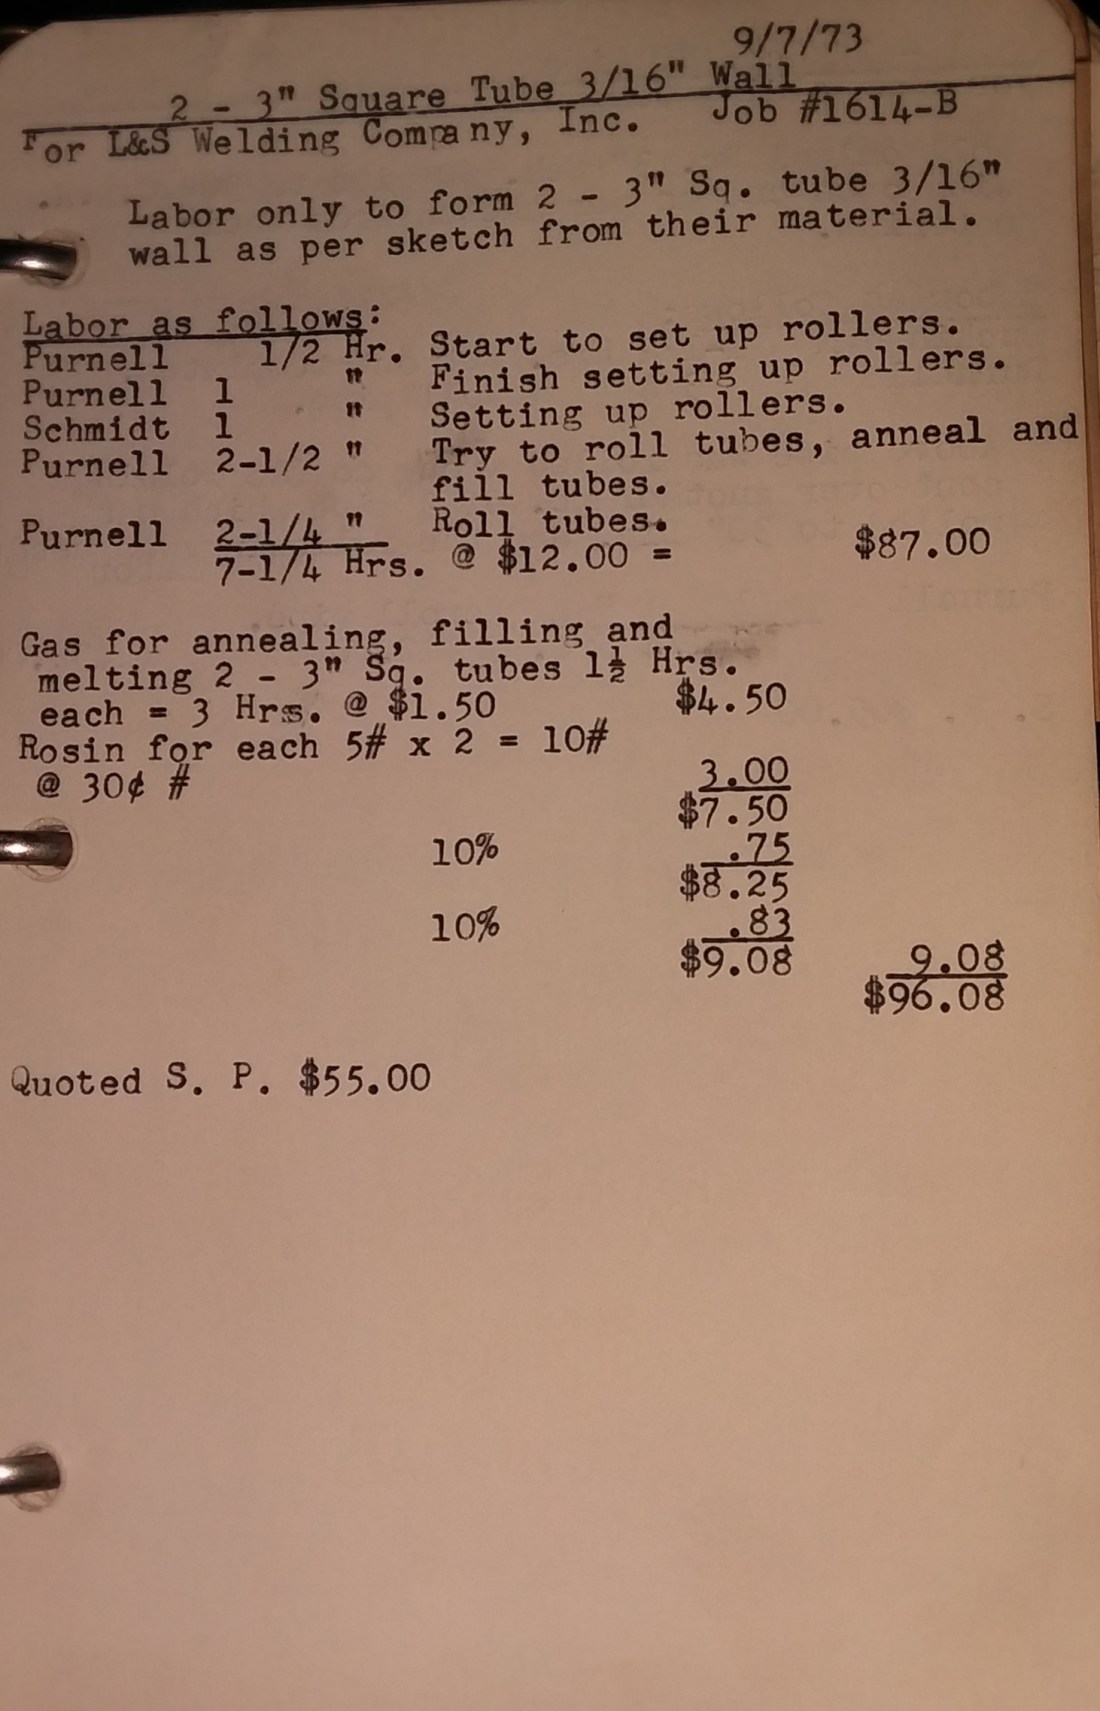 9/7/73
2 - 3" Square Tube 3/16" Wall
For L&S Welding Company, Inc. Job #1614-B
Labor only to form 2 - 3" Sq. tube 3/16"
wall as per sketch from their material.
Labor as follows:
Purnell 1/2 Hr. Start to set up rollers.
Purnell 1 " Finish setting up rollers.
Schmidt 1 " Setting up rollers.
Purnell 2-1/2 " Try to roll tubes, anneal and
fill tubes.
Purnell 2-1/4 " Roll tubes.
7-1/4 Hrs. @ $12.00 = $87.00
Gas for annealing, filling and
melting 2 - 3" Sq. tubes 1½ Hrs.
each = 3 Hrs. @ $1.50 $4.50
Rosin for each 5# x 2 = 10#
@ 30¢ # 3.00
$7.50
10% .75
$8.25
10% .83
$9.08 9.08
$96.08
Quoted S. P. $55.00